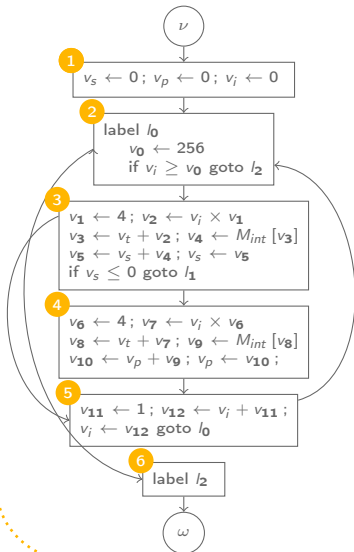 ν
1
v_s ← 0 ; v_p ← 0 ; v_i ← 0
2
label l_0
v_0 ← 256
if v_i ≥ v_0 goto l_2
3
v_1 ← 4 ; v_2 ← v_i × v_1
v_3 ← v_t + v_2 ; v_4 ← M_int [v_3]
v_5 ← v_s + v_4 ; v_s ← v_5
if v_s ≤ 0 goto l_1
4
v_6 ← 4 ; v_7 ← v_i × v_6
v_8 ← v_t + v_7 ; v_9 ← M_int [v_8]
v_10 ← v_p + v_9 ; v_p ← v_10 ;
5
v_11 ← 1 ; v_12 ← v_i + v_11 ;
v_i ← v_12 goto l_0
6
label l_2
ω